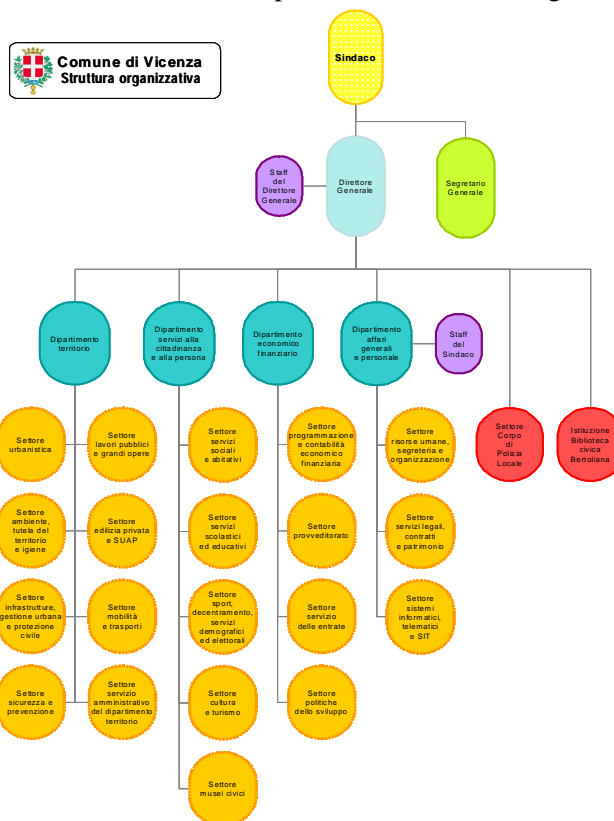 Comune di Vicenza
Struttura organizzativa
Sindaco
Staff
del
Direttore
Generale
Direttore
Generale
Segretario
Generale
Dipartimento
territorio
Dipartimento
servizi alla
cittadinanza
e alla persona
Dipartimento
economico
finanziario
Dipartimento
affari
generali
e personale
Staff
del
Sindaco
Settore
urbanistica
Settore
lavori pubblici
e grandi opere
Settore
servizi
sociali
e abitativi
Settore
programmazione
e contabilità
economico
finanziaria
Settore
risorse umane,
segreteria e
organizzazione
Settore
Corpo
di
Polizia
Locale
Istituzione
Biblioteca
civica
Bertoliana
Settore
ambiente,
tutela del
territorio
e igiene
Settore
edilizia privata
e SUAP
Settore
servizi
scolastici
ed educativi
Settore
provveditorato
Settore
servizi legali,
contratti
e patrimonio
Settore
infrastrutture,
gestione urbana
e protezione
civile
Settore
mobilità
e trasporti
Settore
sport,
decentramento,
servizi
demografici
ed elettorali
Settore
servizio
delle entrate
Settore
sistemi
informatici,
telematici
e SIT
Settore
sicurezza e
prevenzione
Settore
servizio
amministrativo
del dipartimento
territorio
Settore
cultura
e turismo
Settore
politiche
dello sviluppo
Settore
musei civici